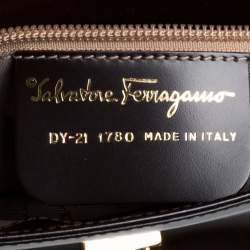 Salvatore Ferragamo
DY-21 1780 MADE IN ITALY